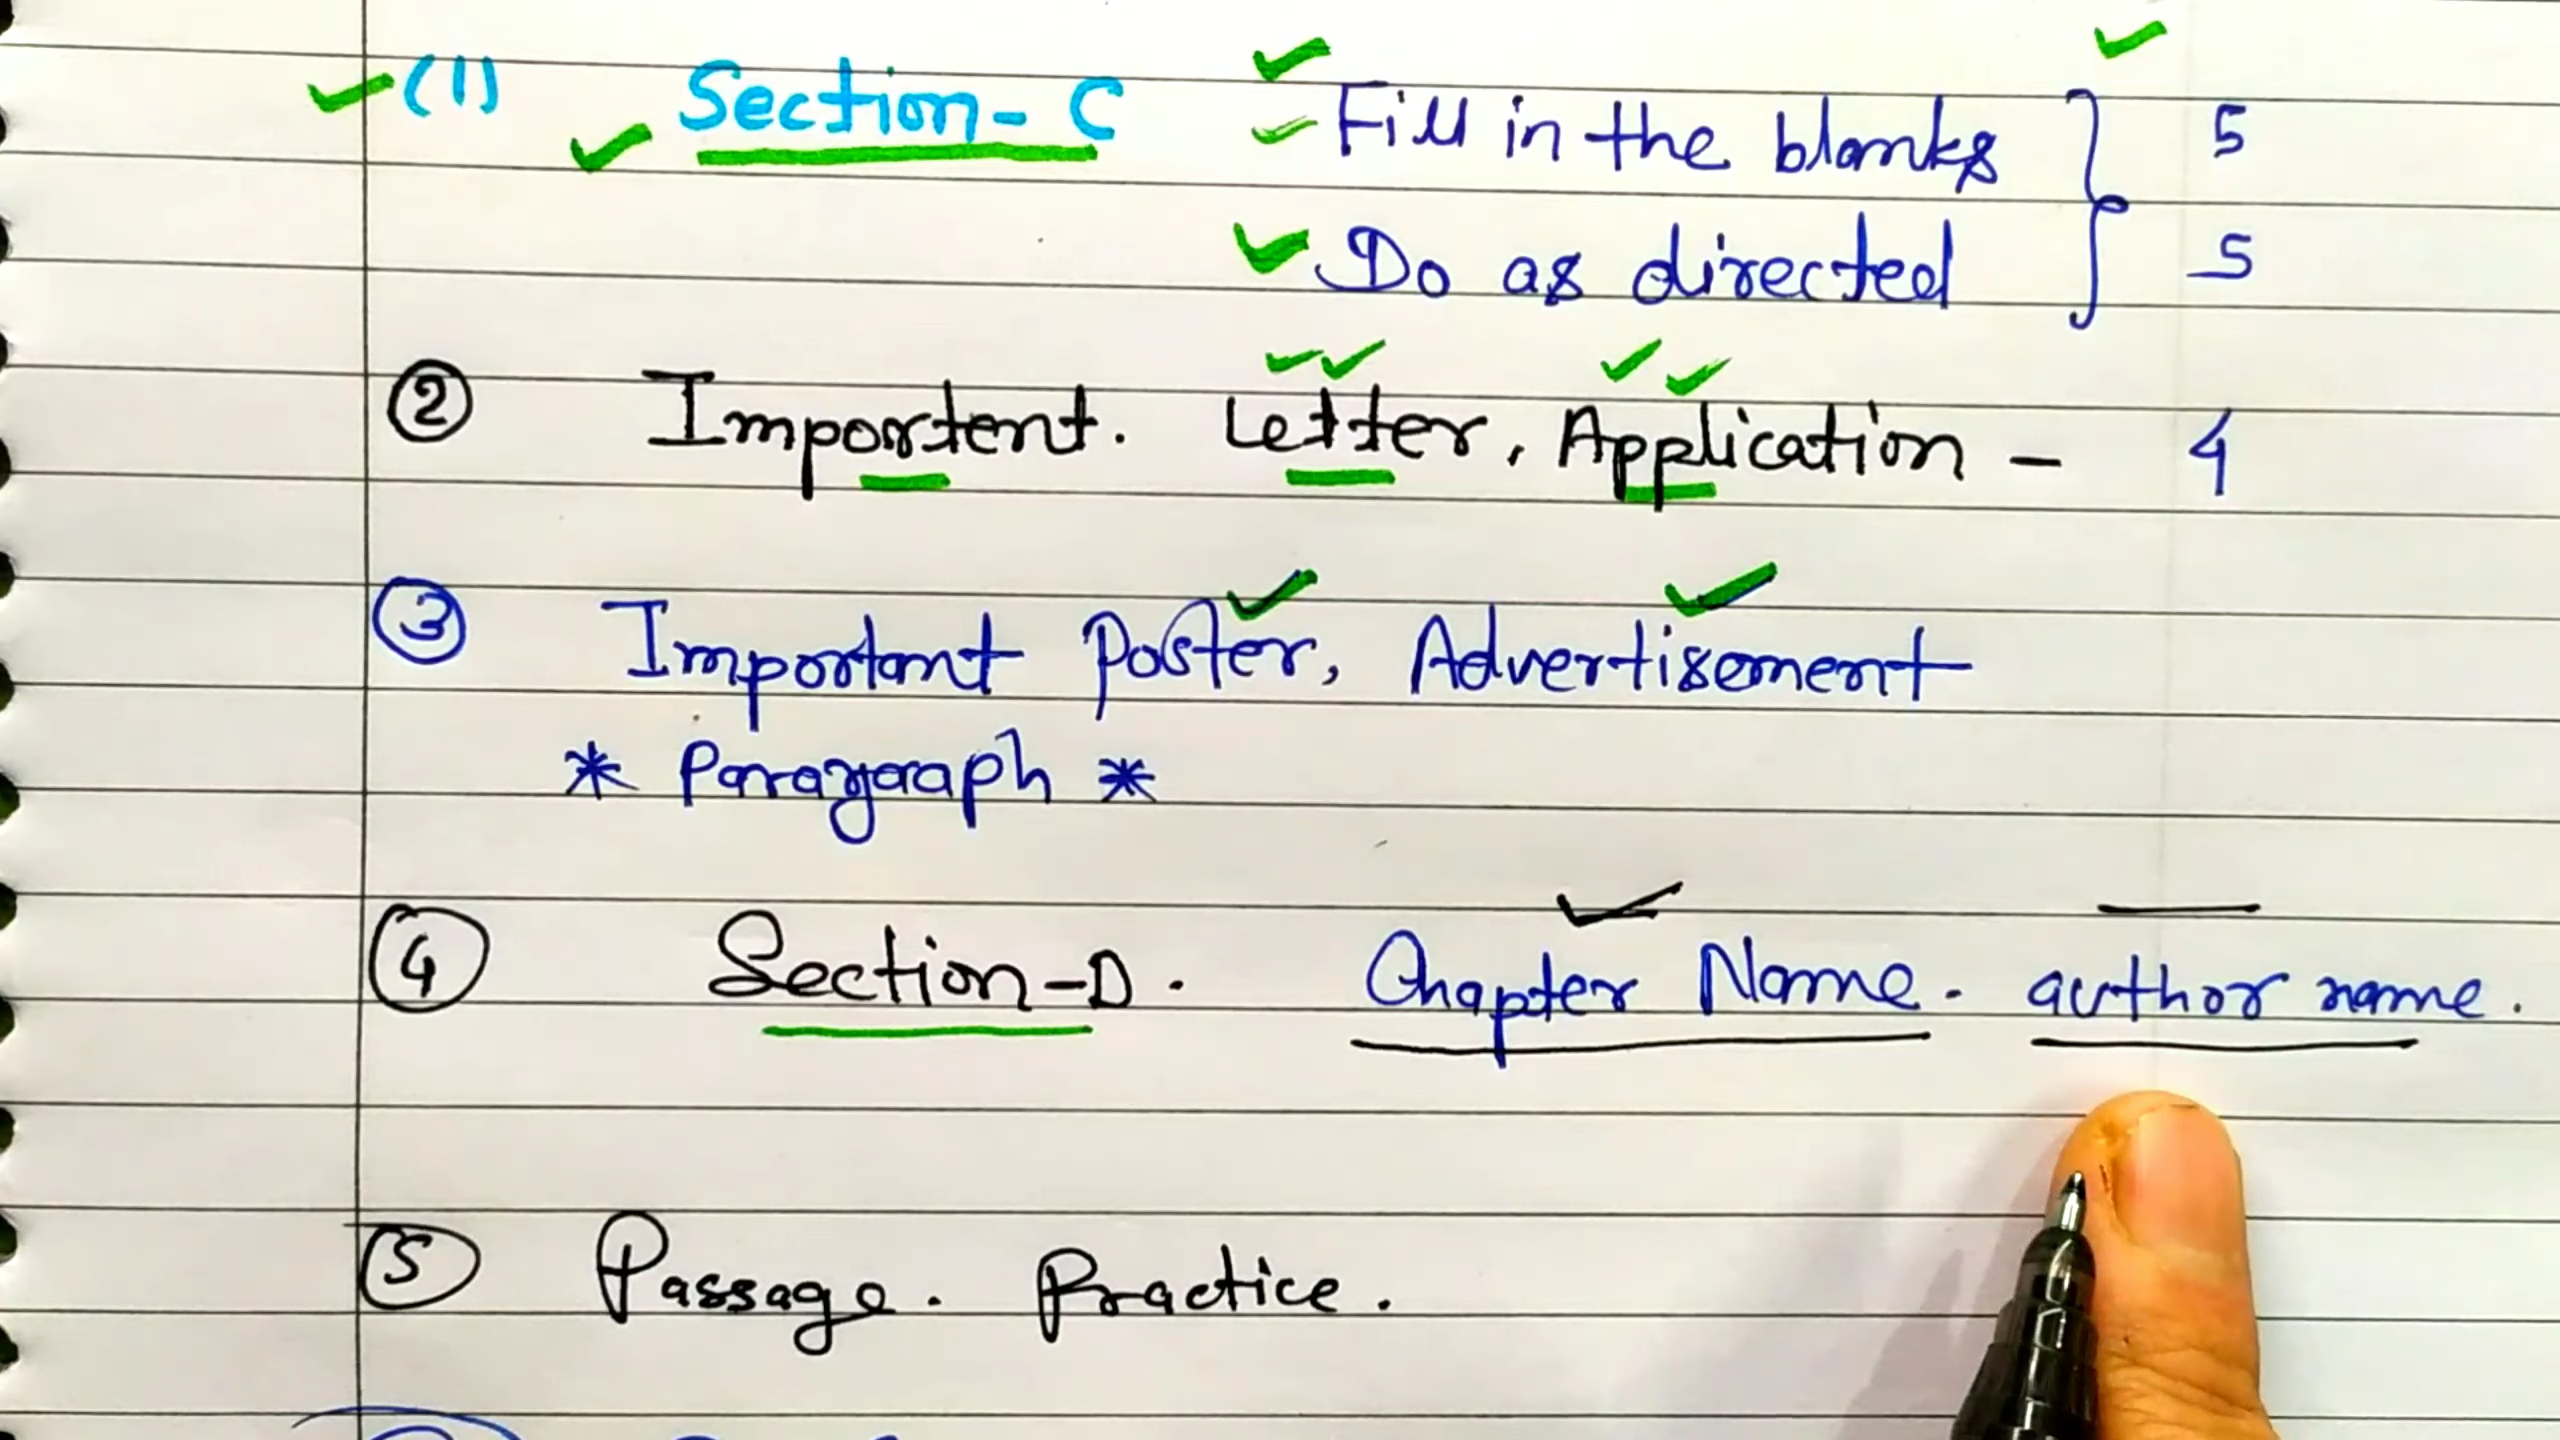 (1) Section - C Fill in the blanks 5
Do as directed 5
2 Importent. Letter, Application - 4
3 Important Poster, Advertisement
* Paragraph *
4 Section-D. Chapter Name. author name.
5 Passage. Practice.